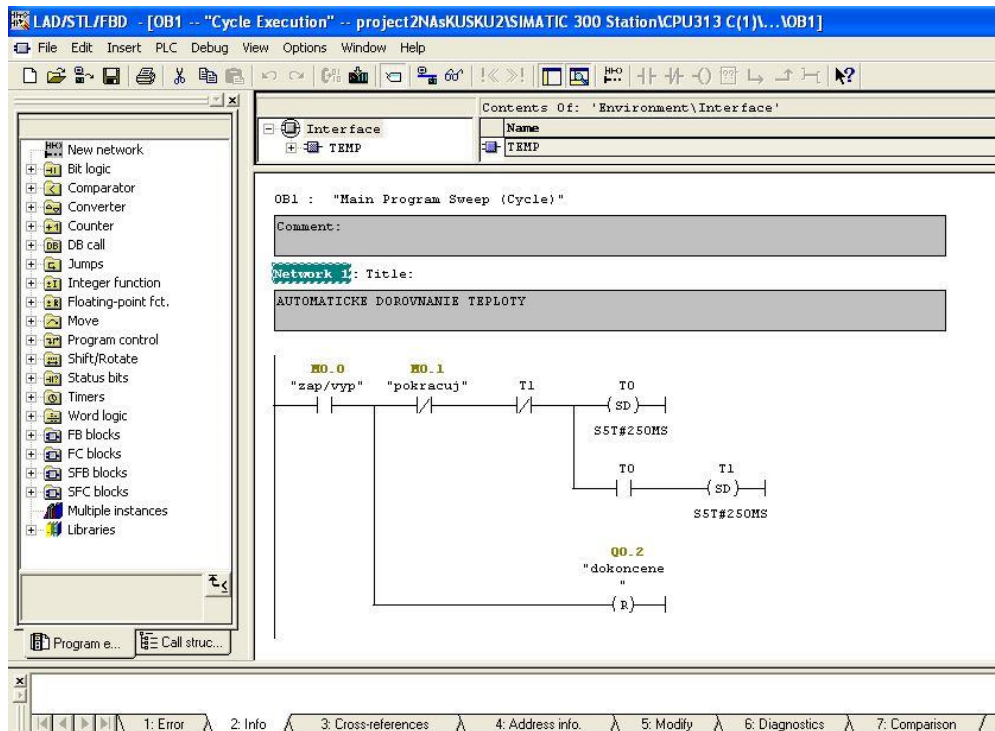 LAD/STL/FBD - [OB1 -- "Cycle Execution" -- project2NAsKUSKU2\SIMATIC 300 Station\CPU313 C(1)\...\OB1]
File Edit Insert PLC Debug View Options Window Help
Contents Of: 'Environment\Interface'
Interface
TEMP
Name
TEMP
New network
Bit logic
Comparator
Converter
Counter
DB call
Jumps
Integer function
Floating-point fct.
Move
Program control
Shift/Rotate
Status bits
Timers
Word logic
FB blocks
FC blocks
SFB blocks
SFC blocks
Multiple instances
Libraries
Program e... Call struc...
OB1 : "Main Program Sweep (Cycle)"
Comment:
Network 1: Title:
AUTOMATICKE DOROVNANIE TEPLOTY
M0.0 M0.1
"zap/vyp" "pokracuj" T1 T0
SD
S5T#250MS
T0 T1
SD
S5T#250MS
Q0.2
"dokoncene
"
R
1: Error 2: Info 3: Cross-references 4: Address info. 5: Modify 6: Diagnostics 7: Comparison